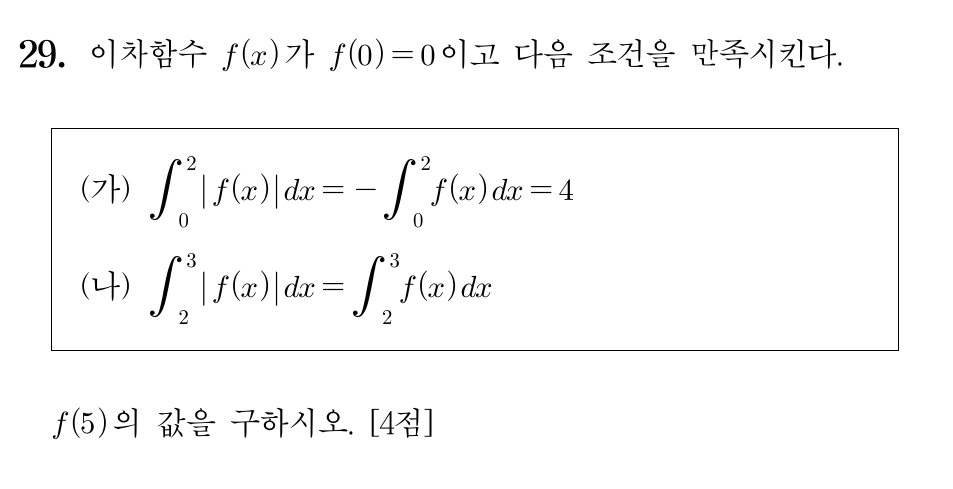 29. 이차함수 f(x)가 f(0)=0이고 다음 조건을 만족시킨다.
(가) ∫₀² |f(x)|dx = −∫₀² f(x)dx = 4
(나) ∫₂³ |f(x)|dx = ∫₂³ f(x)dx
f(5)의 값을 구하시오. [4점]